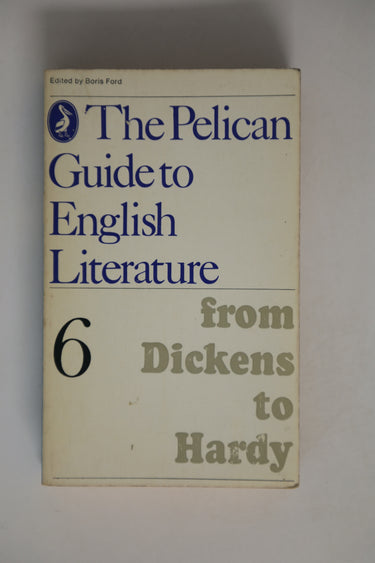 Edited by Boris Ford
The Pelican
Guide to
English
Literature
6
from
Dickens
to
Hardy